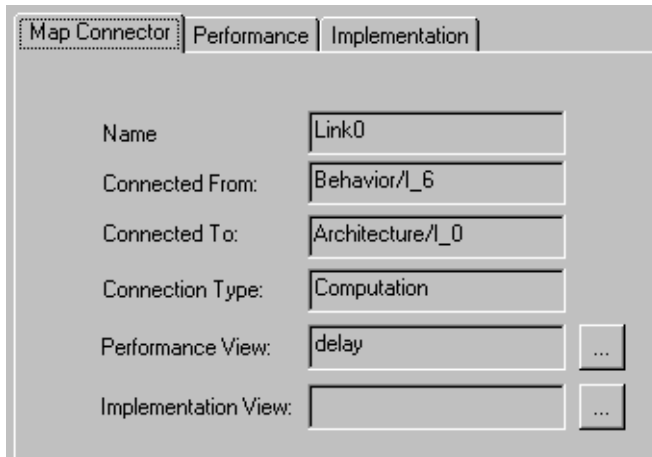 Map Connector Performance Implementation
Name Link0
Connected From: Behavior/I_6
Connected To: Architecture/I_0
Connection Type: Computation
Performance View: delay ...
Implementation View: ...